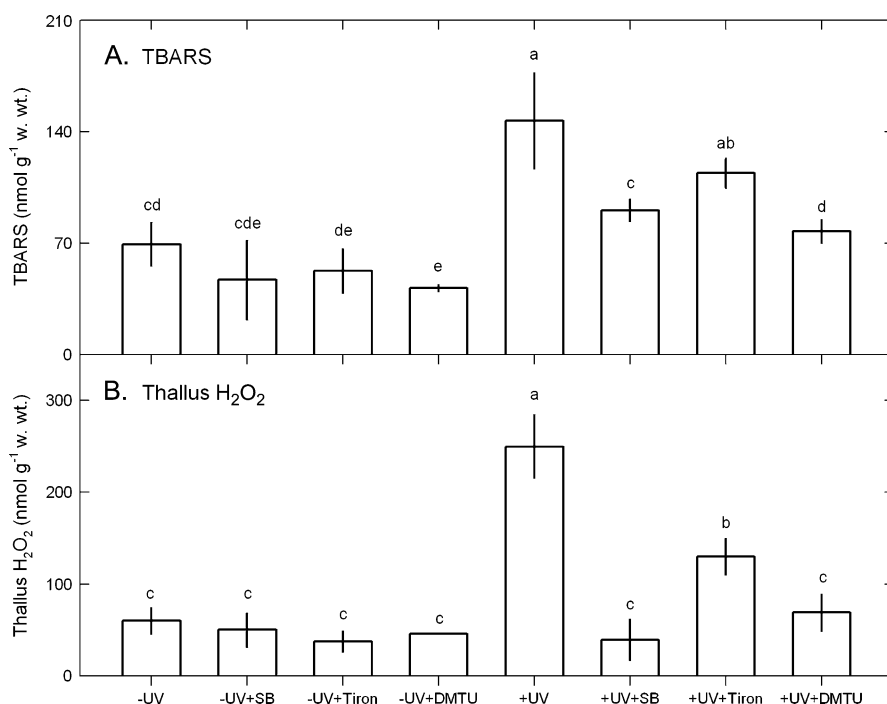 210
A. TBARS
a
140
ab
cd
c
cde
de
d
70
e
0
TBARS (nmol g⁻¹ w. wt.)
B. Thallus H₂O₂
a
300
200
b
100
c
c
c
c
c
c
0
Thallus H₂O₂ (nmol g⁻¹ w. wt.)
-UV -UV+SB -UV+Tiron -UV+DMTU +UV +UV+SB +UV+Tiron +UV+DMTU